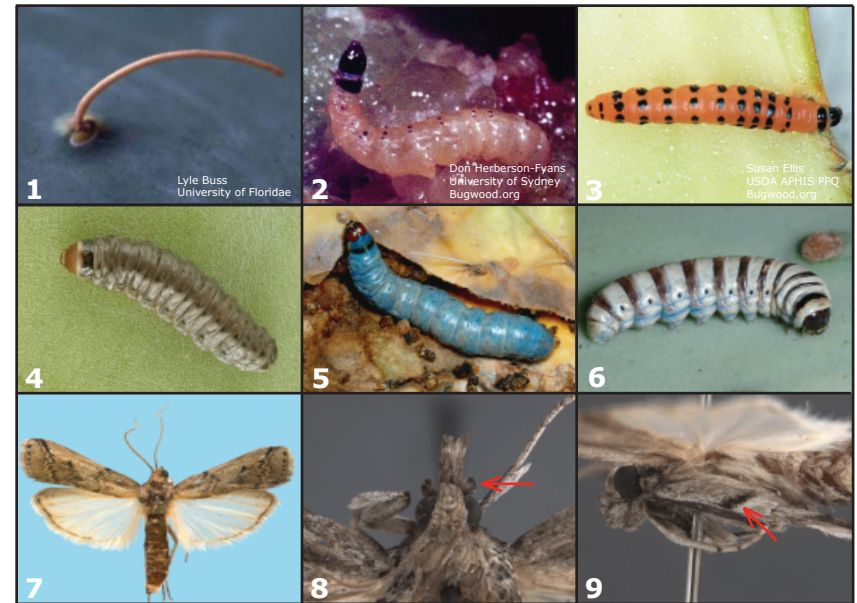 1
Lyle Buss
University of Floridae
2
Don Herberson-Fyans
University of Sydney
Bugwood.org
3
Susan Ellis
USDA APHIS PPQ
Bugwood.org
4
5
6
7
8
9